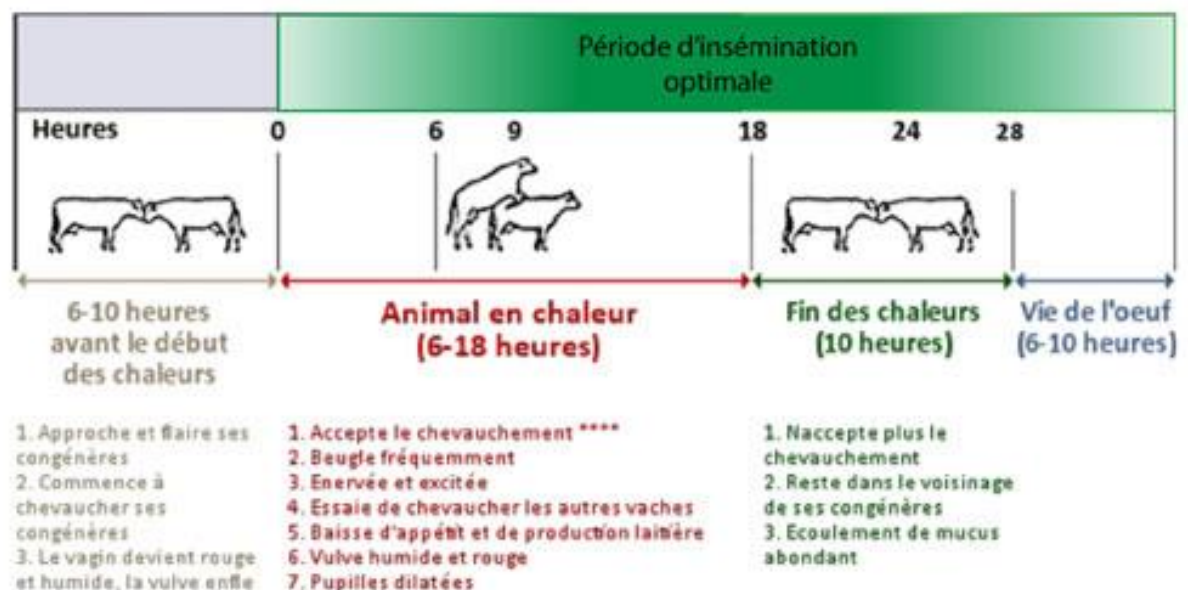 Période d'insémination
optimale
Heures 0 6 9 18 24 28
6-10 heures
avant le début
des chaleurs
Animal en chaleur
(6-18 heures)
Fin des chaleurs
(10 heures)
Vie de l'oeuf
(6-10 heures)
1. Approche et flaire ses
congénères
2. Commence à
chevaucher ses
congénères
3. Le vagin devient rouge
et humide, la vulve enfle
1. Accepte le chevauchement ****
2. Beugle fréquemment
3. Enervée et excitée
4. Essaie de chevaucher les autres vaches
5. Baisse d'appétit et de production laitière
6. Vulve humide et rouge
7. Pupilles dilatées
1. Naccepte plus le
chevauchement
2. Reste dans le voisinage
de ses congénères
3. Ecoulement de mucus
abondant